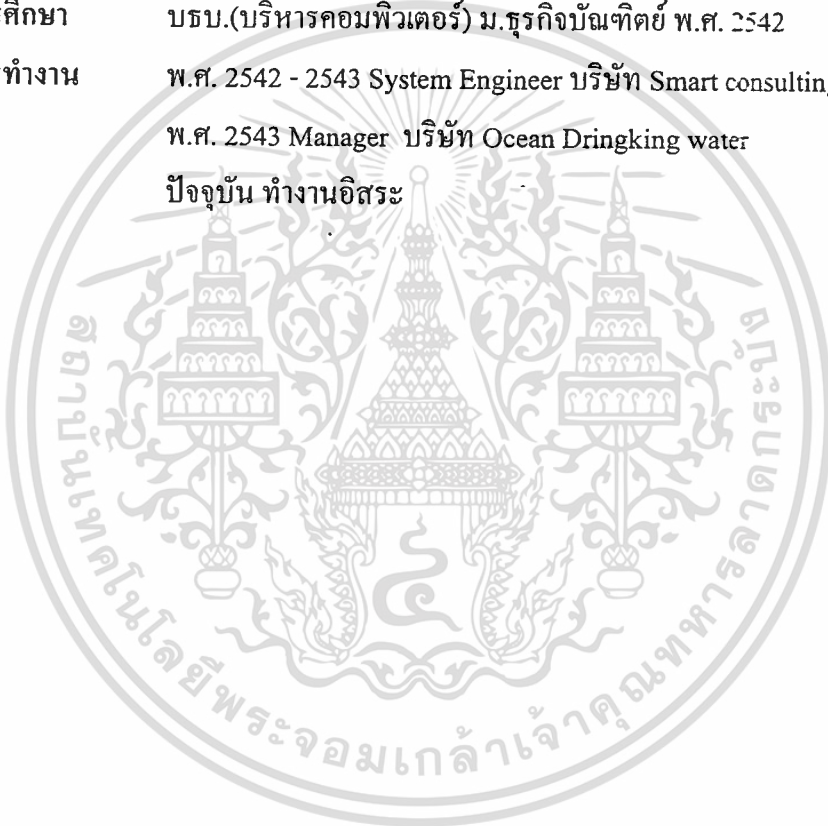 ศึกษา บธบ.(บริหารคอมพิวเตอร์) ม.ธุรกิจบัณฑิตย์ พ.ศ. 2542
ทำงาน พ.ศ. 2542 - 2543 System Engineer บริษัท Smart consulting
พ.ศ. 2543 Manager บริษัท Ocean Dringking water
ปัจจุบัน ทำงานอิสระ
สถาบันเทคโนโลยีพระจอมเกล้าเจ้าคุณทหารลาดกระบัง